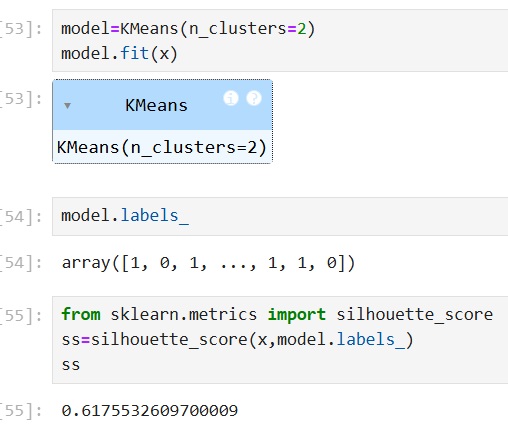 [53]: model=KMeans(n_clusters=2)
model.fit(x)
[53]: ▾ KMeans i ?
KMeans(n_clusters=2)
[54]: model.labels_
[54]: array([1, 0, 1, ..., 1, 1, 0])
[55]: from sklearn.metrics import silhouette_score
ss=silhouette_score(x,model.labels_)
ss
[55]: 0.6175532609700009